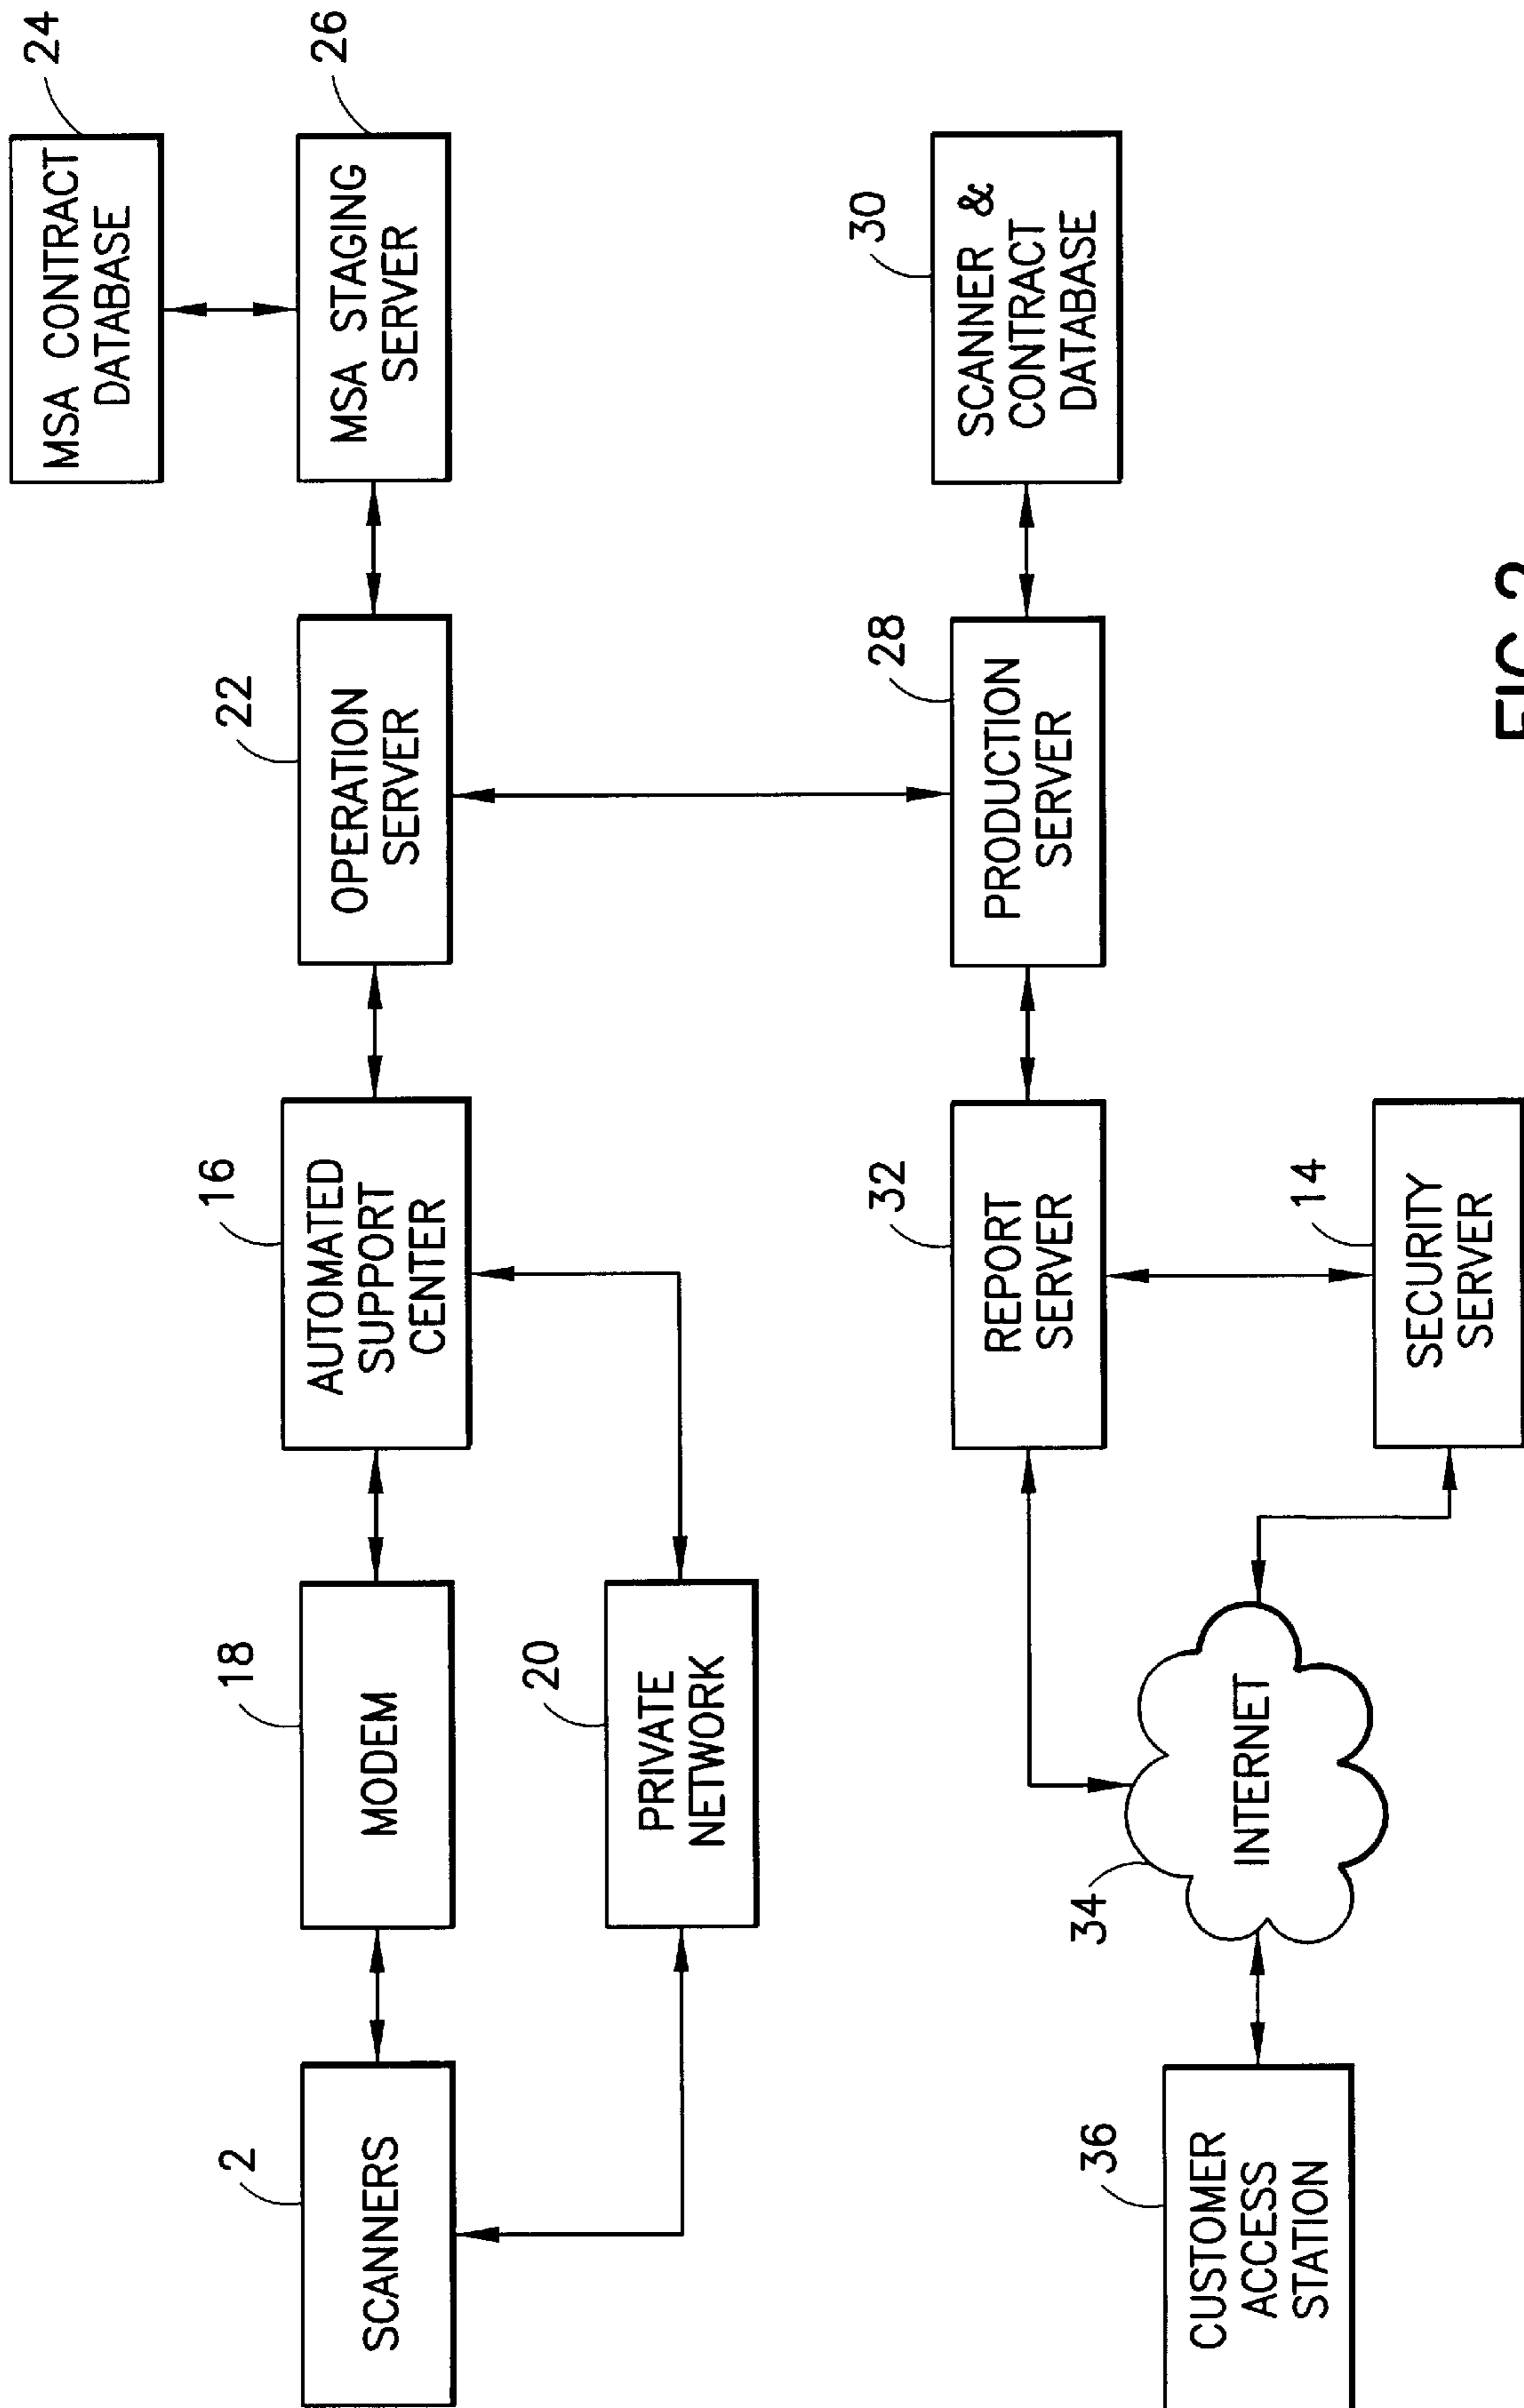 24
MSA CONTRACT
DATABASE
26
MSA STAGING
SERVER
22
OPERATION
SERVER
16
AUTOMATED
SUPPORT
CENTER
18
MODEM
2
SCANNERS
20
PRIVATE
NETWORK
30
SCANNER &
CONTRACT
DATABASE
28
PRODUCTION
SERVER
32
REPORT
SERVER
14
SECURITY
SERVER
34
INTERNET
36
CUSTOMER
ACCESS
STATION